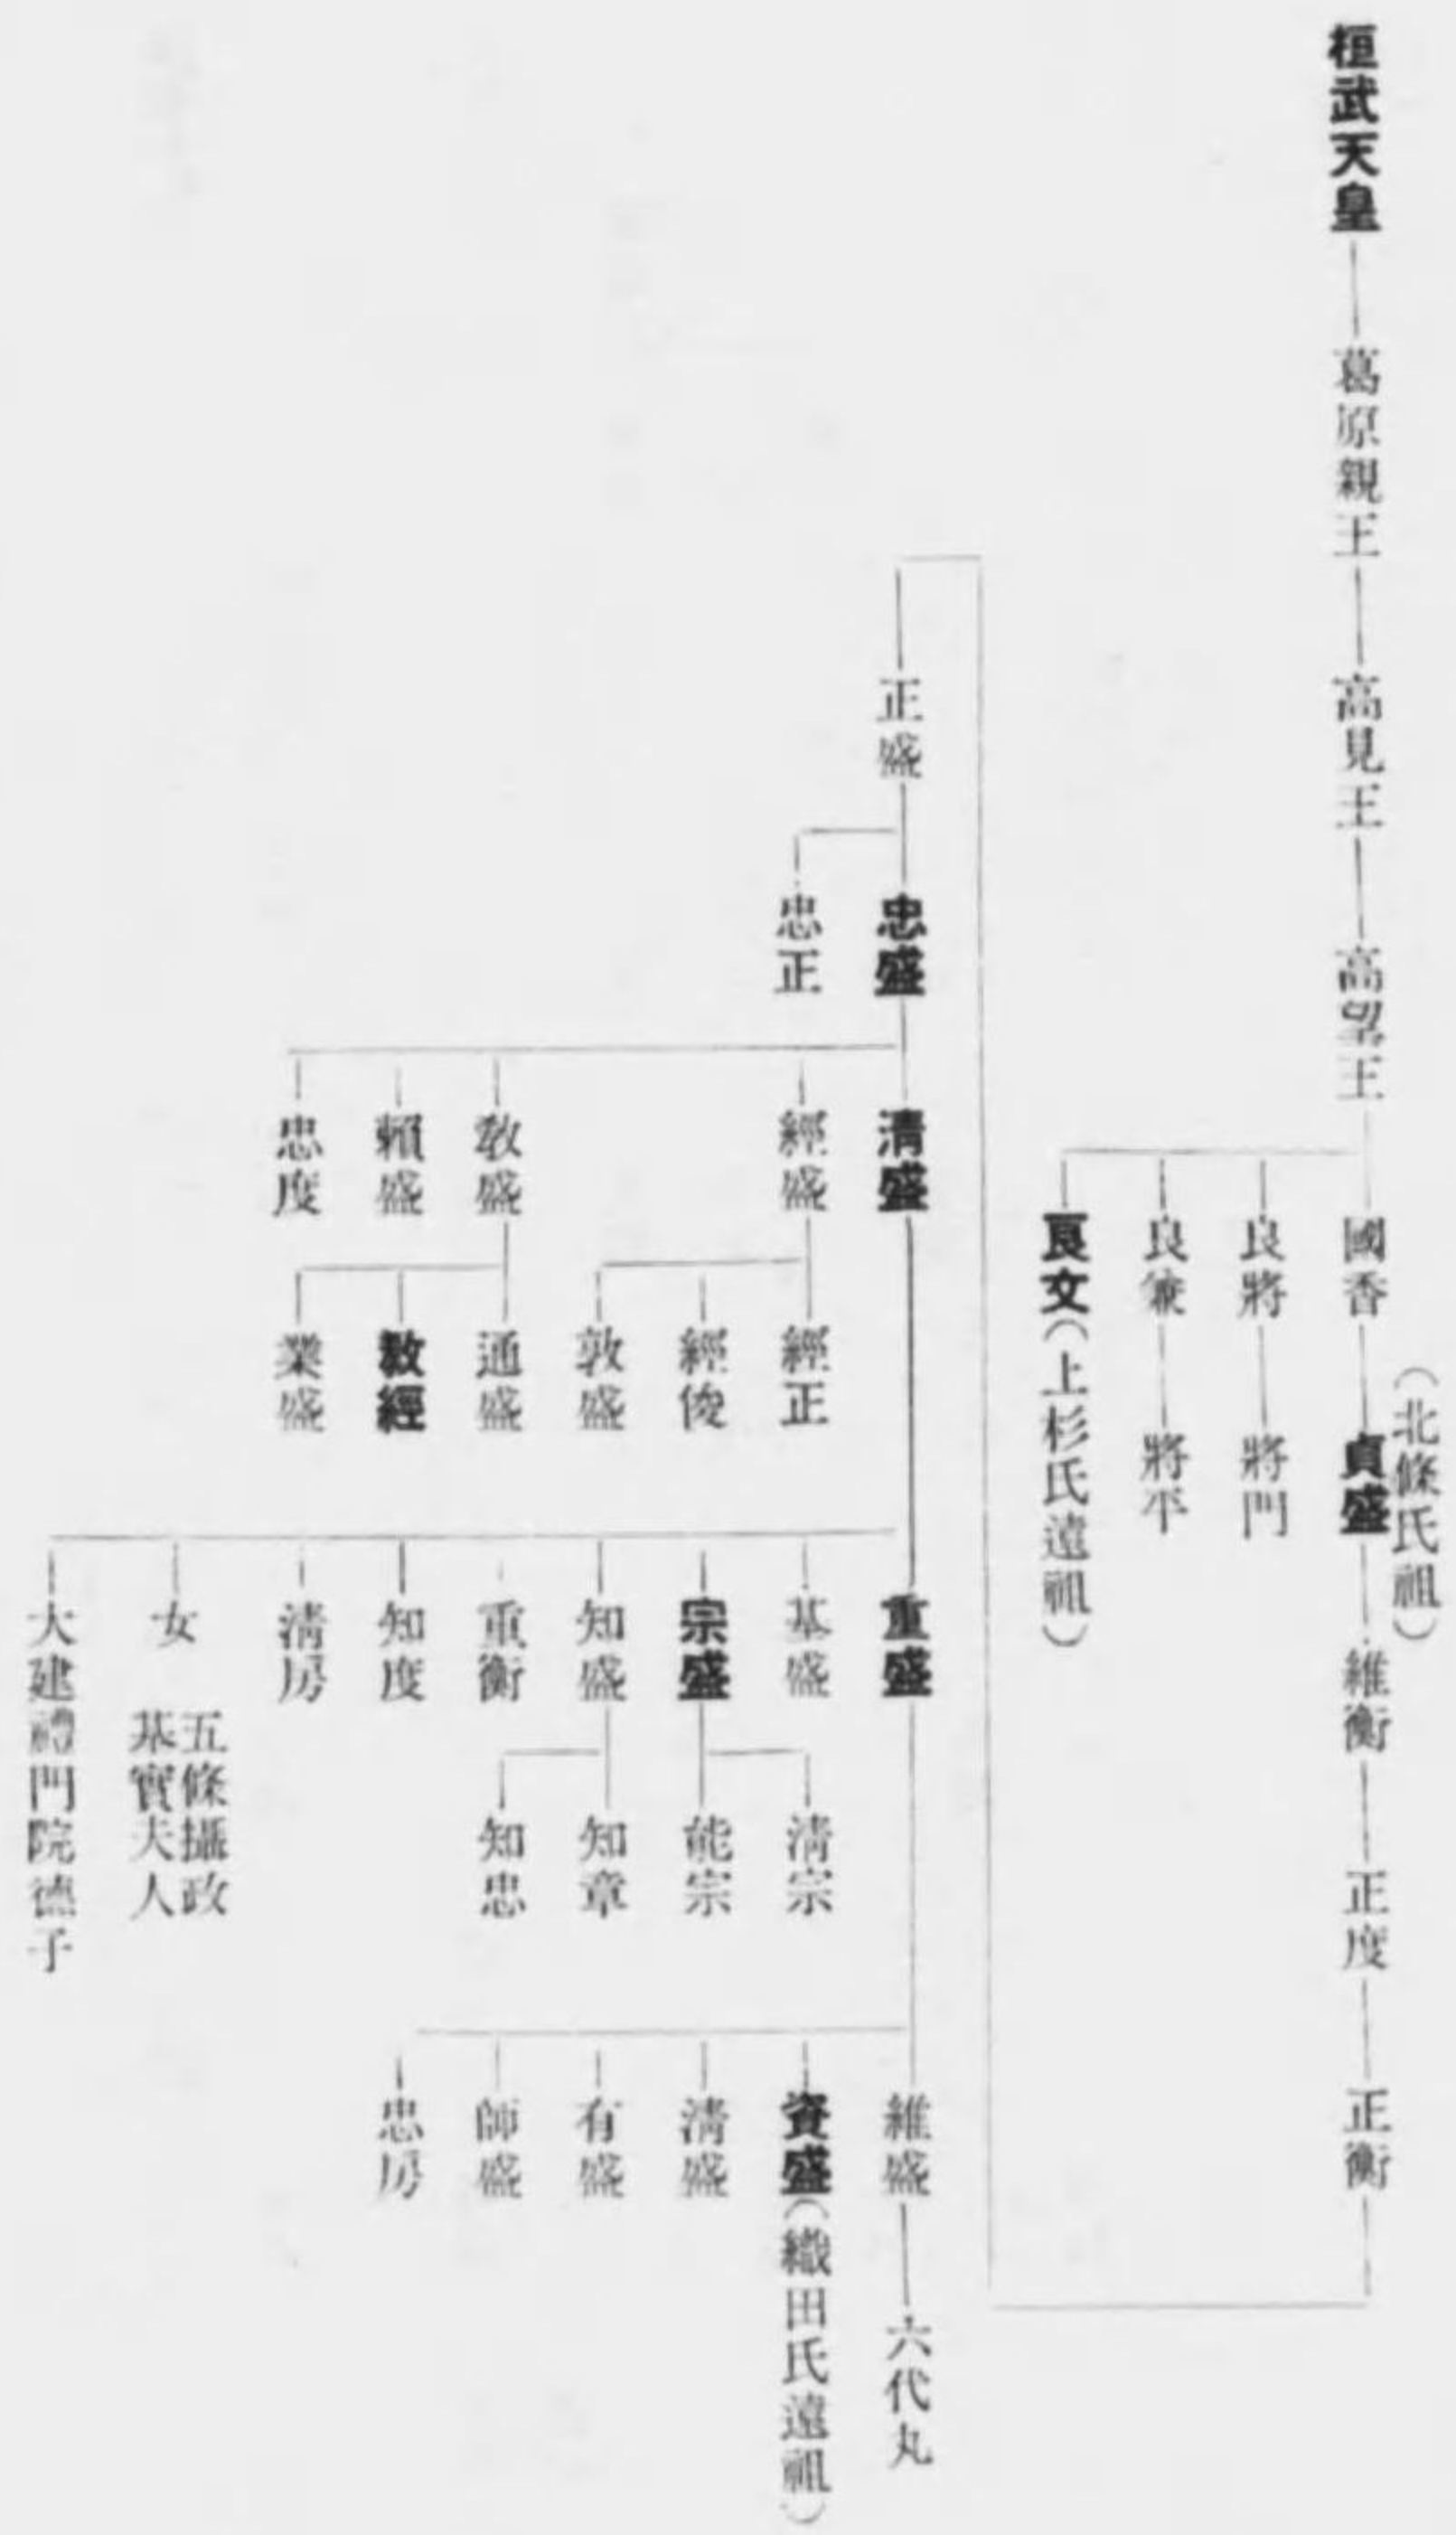 桓武天皇
葛原親王
高見王
高望王
國香
貞盛
（北條氏祖）
維衡
正度
正衡
良將
將門
良兼
將平
良文（上杉氏遠祖）
正盛
忠盛
忠正
清盛
經盛
敎盛
賴盛
忠度
經正
經俊
敦盛
通盛
敎經
業盛
重盛
基盛
宗盛
知盛
重衡
知度
淸房
女
五條攝政
基實夫人
大建禮門院德子
淸宗
能宗
知章
知忠
維盛
六代丸
資盛（織田氏遠祖）
淸盛
有盛
師盛
忠房